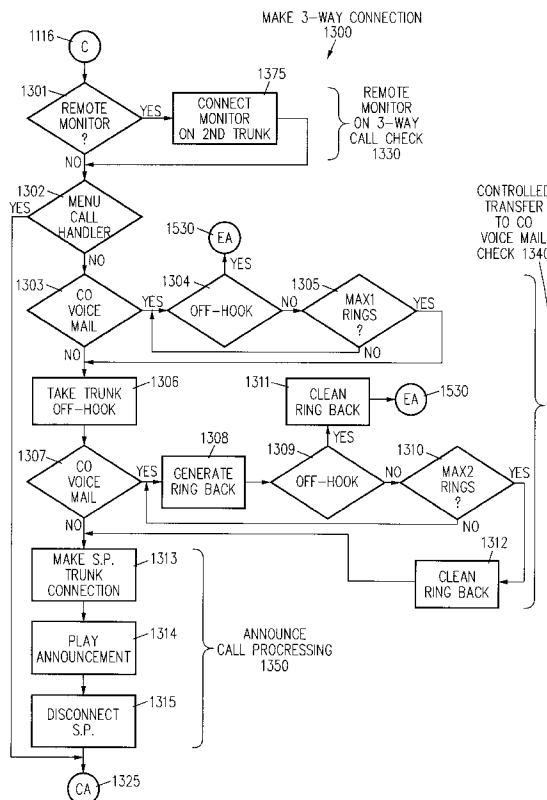 MAKE 3-WAY CONNECTION
1300
1116
C
1301
REMOTE
MONITOR
?
YES
NO
1375
CONNECT
MONITOR
ON 2ND TRUNK
REMOTE
MONITOR
ON 3-WAY
CALL CHECK
1330
1302
YES
MENU
CALL
HANDLER
NO
1530
EA
YES
CONTROLLED
TRANSFER
TO CO
VOICE MAIL
CHECK 1340
1303
CO
VOICE
MAIL
YES
NO
1304
OFF-HOOK
NO
1305
MAX1
RINGS
?
YES
NO
TAKE TRUNK
OFF-HOOK
1306
1311
CLEAN
RING BACK
EA
1530
1307
CO
VOICE
MAIL
YES
NO
1308
GENERATE
RING BACK
1309
YES
OFF-HOOK
NO
1310
MAX2
RINGS
?
YES
NO
1312
CLEAN
RING BACK
MAKE S.P.
TRUNK
CONNECTION
1313
PLAY
ANNOUNCEMENT
1314
DISCONNECT
S.P.
1315
ANNOUNCE
CALL PROCRESSING
1350
CA
1325